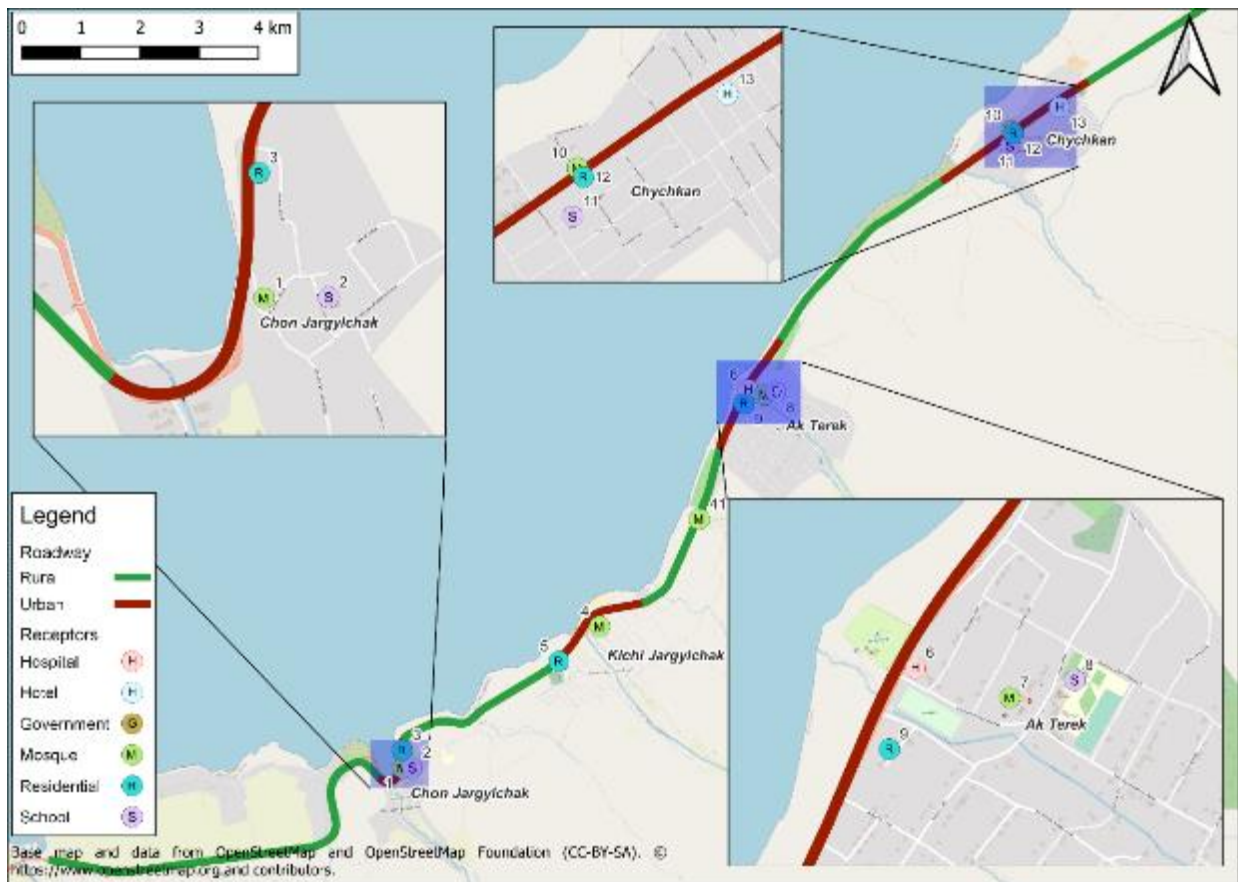 0 1 2 3 4 km
13
H
10
M
R
12
11
S
Chychkan
10
H
13
R
12
S
11
Chychkan
3
R
1
2
M
S
Chon Jargylchak
6
H
R
9
8
Ak Terek
11
M
4
M
5
R
Kichi Jargylchak
3
R
2
S
1
Chon Jargylchak
6
H
7
M
8
S
Ak Terek
9
R
Legend
Roadway
Rura
Urban
Receptors
Hospital H
Hotel H
Government G
Mosque M
Residential R
School S
Base map and data from OpenStreetMap and OpenStreetMap Foundation (CC-BY-SA). ©
https://www.openstreetmap.org and contributors.